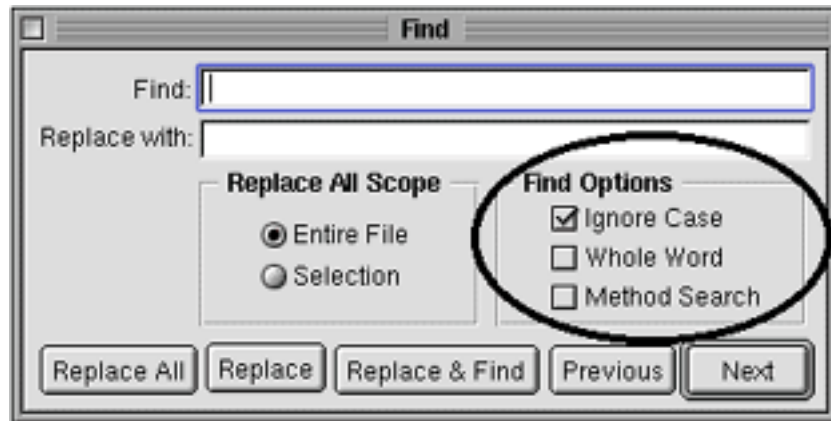 Find
Find:
Replace with:
Replace All Scope
Entire File
Selection
Find Options
Ignore Case
Whole Word
Method Search
Replace All Replace Replace & Find Previous Next